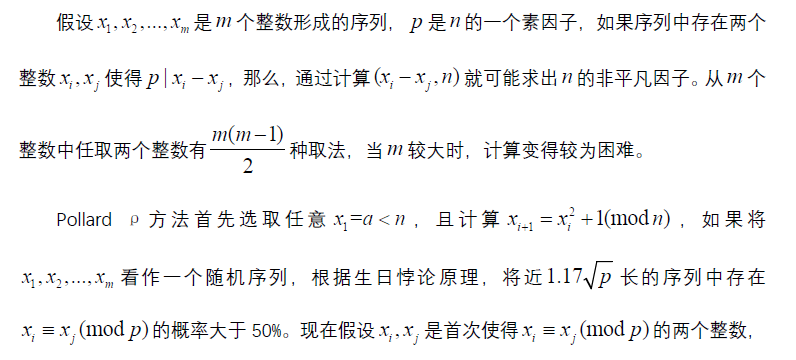 假设 $x_1, x_2, ..., x_m$ 是 $m$ 个整数形成的序列， $p$ 是 $n$ 的一个素因子，如果序列中存在两个
整数 $x_i, x_j$ 使得 $p \mid x_i - x_j$，那么，通过计算 $(x_i - x_j, n)$ 就可能求出 $n$ 的非平凡因子。从 $m$ 个
整数中任取两个整数有 $\frac{m(m-1)}{2}$ 种取法，当 $m$ 较大时，计算变得较为困难。
Pollard ρ方法首先选取任意 $x_1 = a < n$ ，且计算 $x_{i+1} = x_i^2 + 1 (\mathrm{mod}\, n)$ ，如果将
$x_1, x_2, ..., x_m$ 看作一个随机序列，根据生日悖论原理，将近 $1.17\sqrt{p}$ 长的序列中存在
$x_i \equiv x_j (\mathrm{mod}\, p)$ 的概率大于 50%。现在假设 $x_i, x_j$ 是首次使得 $x_i \equiv x_j (\mathrm{mod}\, p)$ 的两个整数，